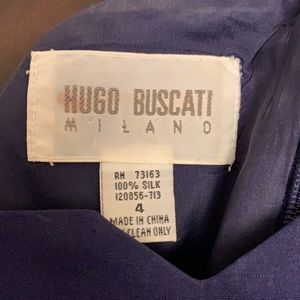 HUGO BUSCATI
MILANO
RN 73163
100% SILK
120856-713
4
MADE IN CHINA
CLEAN ONLY